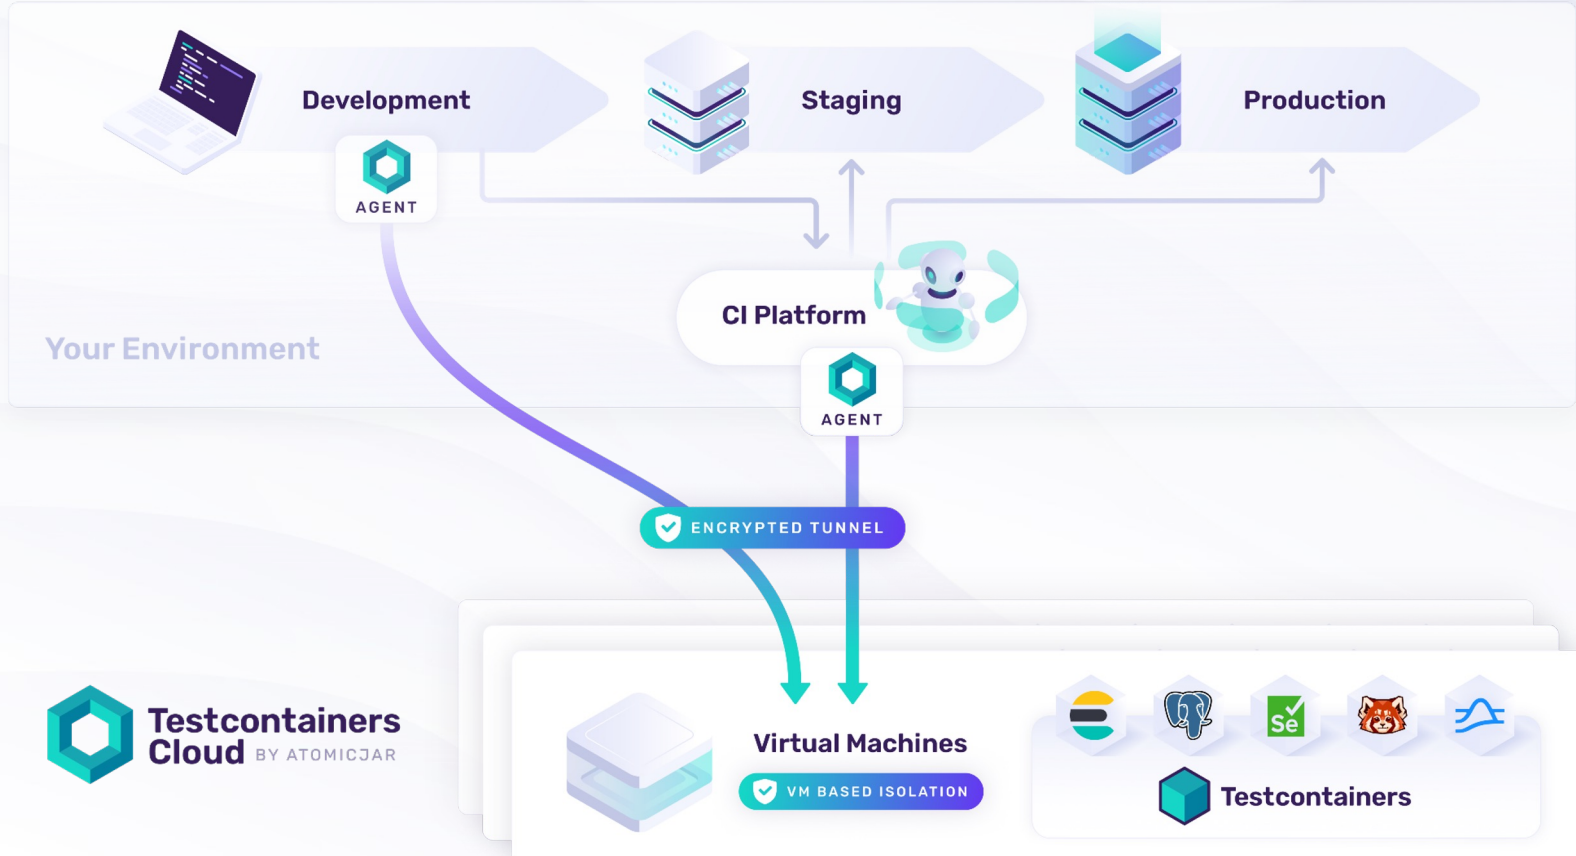 Development
Staging
Production
AGENT
CI Platform
Your Environment
AGENT
ENCRYPTED TUNNEL
Testcontainers
Cloud BY ATOMICJAR
Virtual Machines
VM BASED ISOLATION
Se
Testcontainers